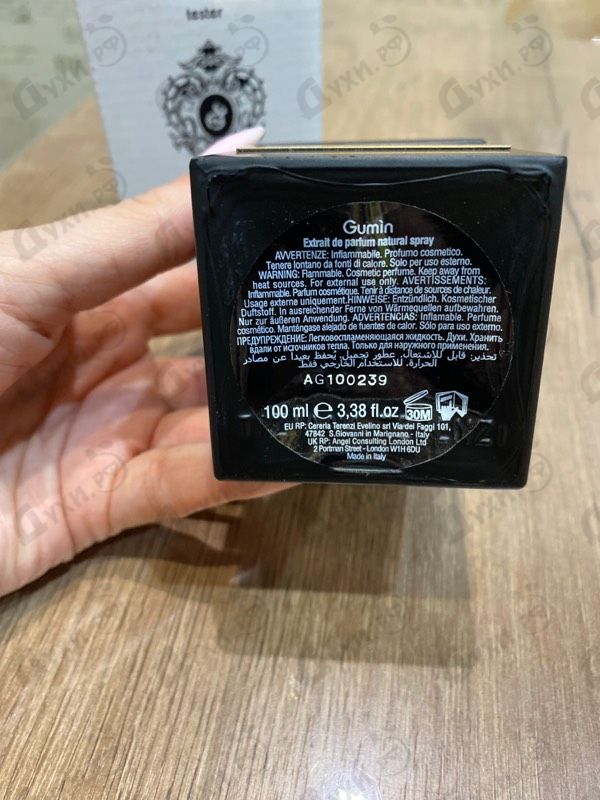 tester
Духи.РФ
Gumìn
Extrait de parfum natural spray
AVVERTENZE: Infiammabile. Profumo cosmetico.
Tenere lontano da fonti di calore. Solo per uso esterno.
WARNING: Flammable. Cosmetic perfume. Keep away from
heat sources. For external use only. AVERTISSEMENTS:
Inflammable. Parfum cosmétique. Tenir à distance de sources de chaleur.
Usage externe uniquement. HINWEISE: Entzündlich. Kosmetischer
Duftstoff. In ausreichender Ferne von Wärmequellen aufbewahren.
Nur zur äußeren Anwendung. ADVERTENCIAS: Inflamable. Perfume
cosmético. Manténgase alejado de fuentes de calor. Sólo para uso externo.
ПРЕДУПРЕЖДЕНИЕ: Легковоспламеняющаяся жидкость. Духи. Хранить
вдали от источников тепла. Только для наружного применения.
تحذير: قابل للاشتعال. عطور تجميل. يُحفظ بعيدا عن مصادر
الحرارة. للاستخدام الخارجي فقط.
AG100239
100 ml e 3,38 fl.oz 30M
EU RP: Cereria Terenzi Evelino srl Via dei Faggi 101,
47842 S.Giovanni in Marignano - Italy
UK RP: Angel Consulting London Ltd
2 Portman Street - London W1H 6DU
Made in Italy